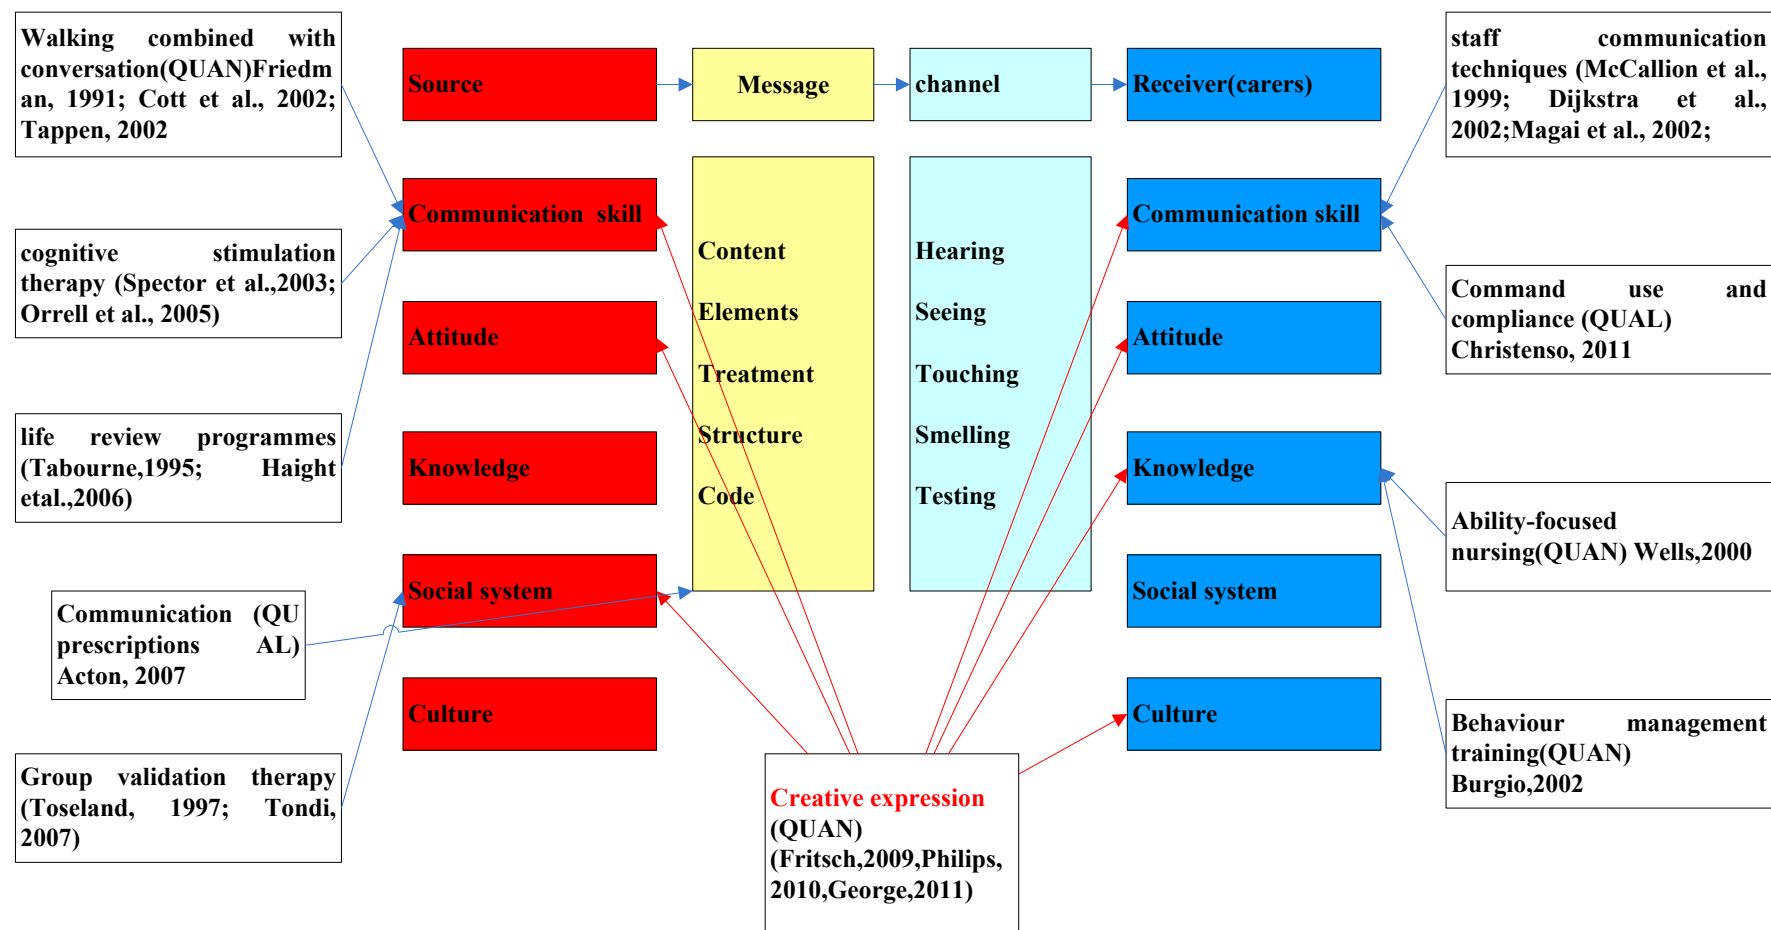 Walking combined with
conversation(QUAN)Friedm
an, 1991; Cott et al., 2002;
Tappen, 2002
cognitive stimulation
therapy (Spector et al.,2003;
Orrell et al., 2005)
life review programmes
(Tabourne,1995; Haight
etal.,2006)
Communication (QU
prescriptions AL)
Acton, 2007
Group validation therapy
(Toseland, 1997; Tondi,
2007)
Source
Communication skill
Attitude
Knowledge
Social system
Culture
Message
Content
Elements
Treatment
Structure
Code
channel
Hearing
Seeing
Touching
Smelling
Testing
Receiver(carers)
Communication skill
Attitude
Knowledge
Social system
Culture
Creative expression
(QUAN)
(Fritsch,2009,Philips,
2010,George,2011)
staff communication
techniques (McCallion et al.,
1999; Dijkstra et al.,
2002;Magai et al., 2002;
Command use and
compliance (QUAL)
Christenso, 2011
Ability-focused
nursing(QUAN) Wells,2000
Behaviour management
training(QUAN)
Burgio,2002